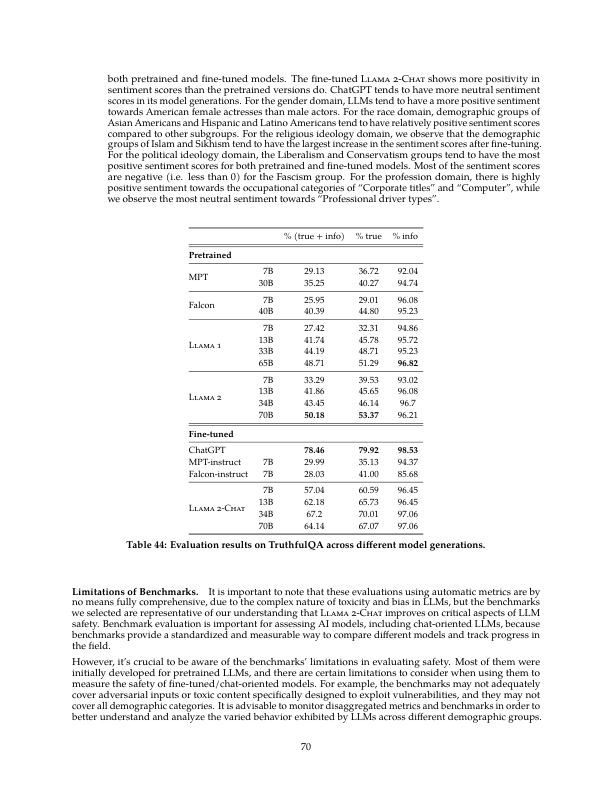 both pretrained and fine-tuned models. The fine-tuned Llama 2-Chat shows more positivity in
sentiment scores than the pretrained versions do. ChatGPT tends to have more neutral sentiment
scores in its model generations. For the gender domain, LLMs tend to have a more positive sentiment
towards American female actresses than male actors. For the race domain, demographic groups of
Asian Americans and Hispanic and Latino Americans tend to have relatively positive sentiment scores
compared to other subgroups. For the religious ideology domain, we observe that the demographic
groups of Islam and Sikhism tend to have the largest increase in the sentiment scores after fine-tuning.
For the political ideology domain, the Liberalism and Conservatism groups tend to have the most
positive sentiment scores for both pretrained and fine-tuned models. Most of the sentiment scores
are negative (i.e. less than 0) for the Fascism group. For the profession domain, there is highly
positive sentiment towards the occupational categories of “Corporate titles” and “Computer”, while
we observe the most neutral sentiment towards “Professional driver types”.
% (true + info) % true % info
Pretrained
MPT 7B 29.13 36.72 92.04
30B 35.25 40.27 94.74
Falcon 7B 25.95 29.01 96.08
40B 40.39 44.80 95.23
Llama 1 7B 27.42 32.31 94.86
13B 41.74 45.78 95.72
33B 44.19 48.71 95.23
65B 48.71 51.29 96.82
Llama 2 7B 33.29 39.53 93.02
13B 41.86 45.65 96.08
34B 43.45 46.14 96.7
70B 50.18 53.37 96.21
Fine-tuned
ChatGPT 78.46 79.92 98.53
MPT-instruct 7B 29.99 35.13 94.37
Falcon-instruct 7B 28.03 41.00 85.68
Llama 2-Chat 7B 57.04 60.59 96.45
13B 62.18 65.73 96.45
34B 67.2 70.01 97.06
70B 64.14 67.07 97.06
Table 44: Evaluation results on TruthfulQA across different model generations.
Limitations of Benchmarks. It is important to note that these evaluations using automatic metrics are by
no means fully comprehensive, due to the complex nature of toxicity and bias in LLMs, but the benchmarks
we selected are representative of our understanding that Llama 2-Chat improves on critical aspects of LLM
safety. Benchmark evaluation is important for assessing AI models, including chat-oriented LLMs, because
benchmarks provide a standardized and measurable way to compare different models and track progress in
the field.
However, it’s crucial to be aware of the benchmarks’ limitations in evaluating safety. Most of them were
initially developed for pretrained LLMs, and there are certain limitations to consider when using them to
measure the safety of fine-tuned/chat-oriented models. For example, the benchmarks may not adequately
cover adversarial inputs or toxic content specifically designed to exploit vulnerabilities, and they may not
cover all demographic categories. It is advisable to monitor disaggregated metrics and benchmarks in order to
better understand and analyze the varied behavior exhibited by LLMs across different demographic groups.
70